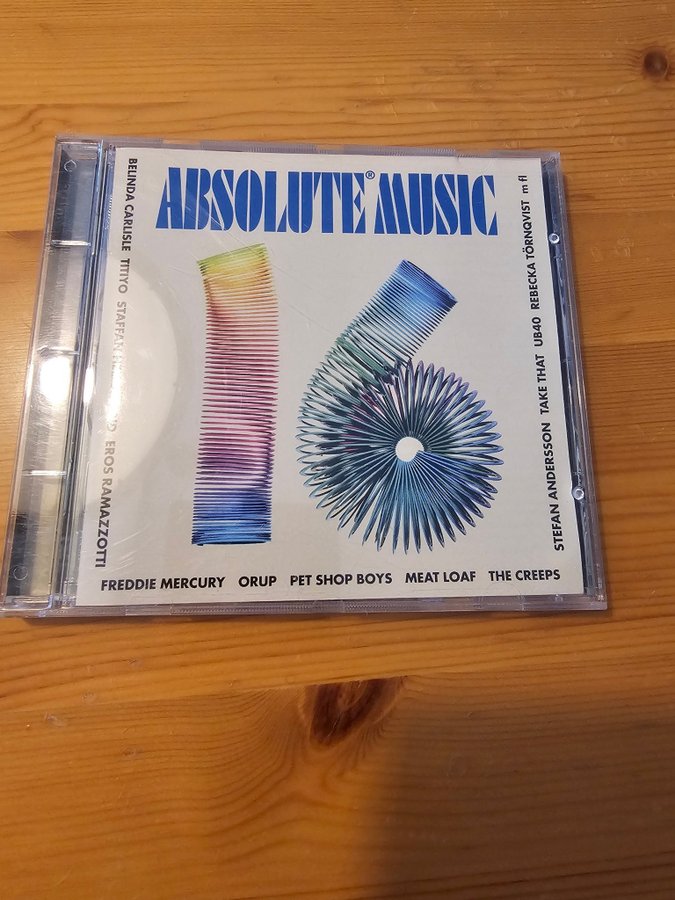 ABSOLUTE® MUSIC
16
BELINDA CARLISLE TITIYO STAFFAN EROS RAMAZZOTTI
FREDDIE MERCURY ORUP PET SHOP BOYS MEAT LOAF THE CREEPS
STEFAN ANDERSSON TAKE THAT UB40 REBECKA TÖRNQVIST m fl